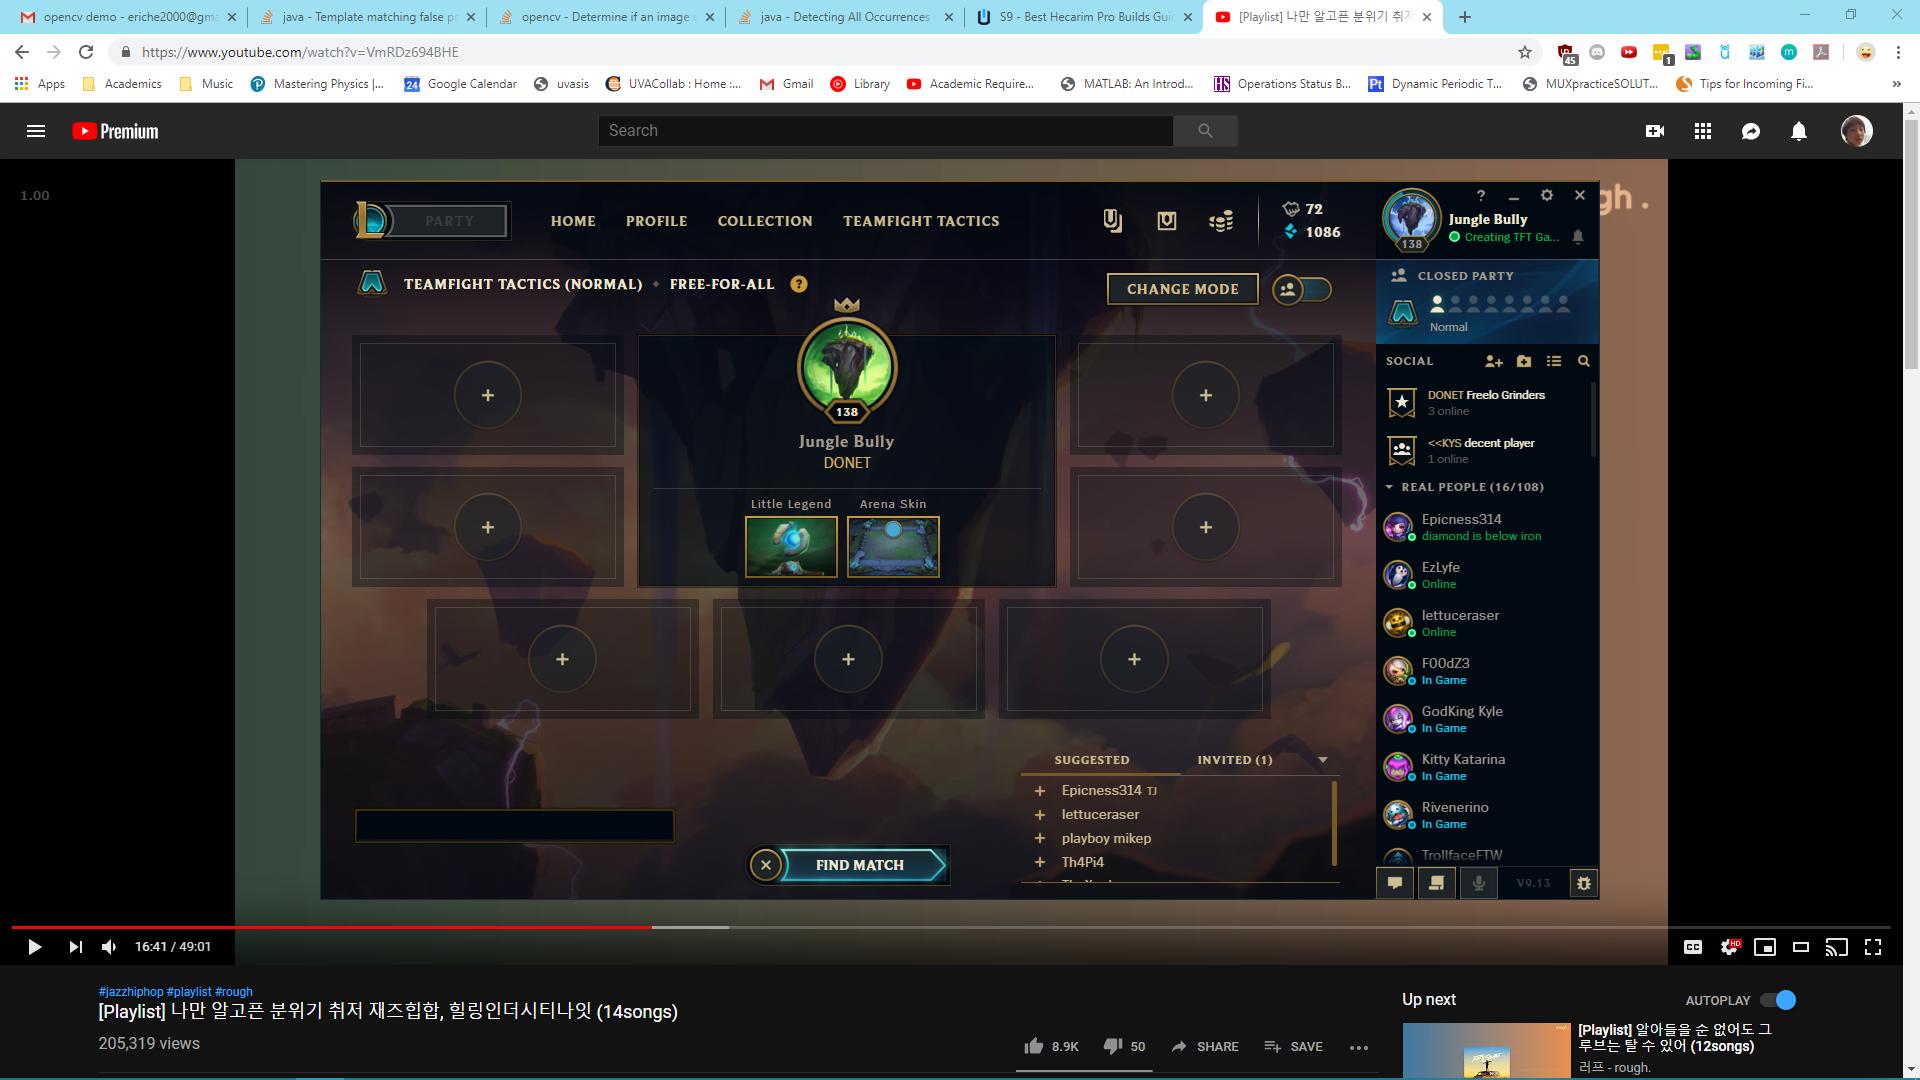 opencv demo - eriche2000@gma
java - Template matching false po
opencv - Determine if an image e
java - Detecting All Occurrences
S9 - Best Hecarim Pro Builds Gui
[Playlist] 나만 알고픈 분위기 취저
https://www.youtube.com/watch?v=VmRDz694BHE
45
1
Apps
Academics
Music
Mastering Physics |...
24
Google Calendar
uvasis
UVACollab : Home :...
Gmail
Library
Academic Require...
MATLAB: An Introd...
HS
Operations Status B...
Pt
Dynamic Periodic T...
MUXpracticeSOLUT...
Tips for Incoming Fi...
Premium
Search
1.00
gh .
PARTY
HOME
PROFILE
COLLECTION
TEAMFIGHT TACTICS
72
1086
138
Jungle Bully
Creating TFT Ga...
TEAMFIGHT TACTICS (NORMAL) • FREE-FOR-ALL ?
CHANGE MODE
CLOSED PARTY
Normal
138
Jungle Bully
DONET
Little Legend
Arena Skin
SOCIAL
DONET Freelo Grinders
3 online
<<KYS decent player
1 online
REAL PEOPLE (16/108)
Epicness314
diamond is below iron
EzLyfe
Online
lettuceraser
Online
F00dZ3
In Game
GodKing Kyle
In Game
Kitty Katarina
In Game
Rivenerino
In Game
TrollfaceFTW
SUGGESTED
INVITED (1)
Epicness314 TJ
lettuceraser
playboy mikep
Th4Pi4
FIND MATCH
V9.13
16:41 / 49:01
CC
HD
#jazzhiphop #playlist #rough
[Playlist] 나만 알고픈 분위기 취저 재즈힙합, 힐링인더시티나잇 (14songs)
205,319 views
8.9K
50
SHARE
SAVE
Up next
AUTOPLAY
[Playlist] 알아들을 순 없어도 그
루브는 탈 수 있어 (12songs)
러프 - rough.